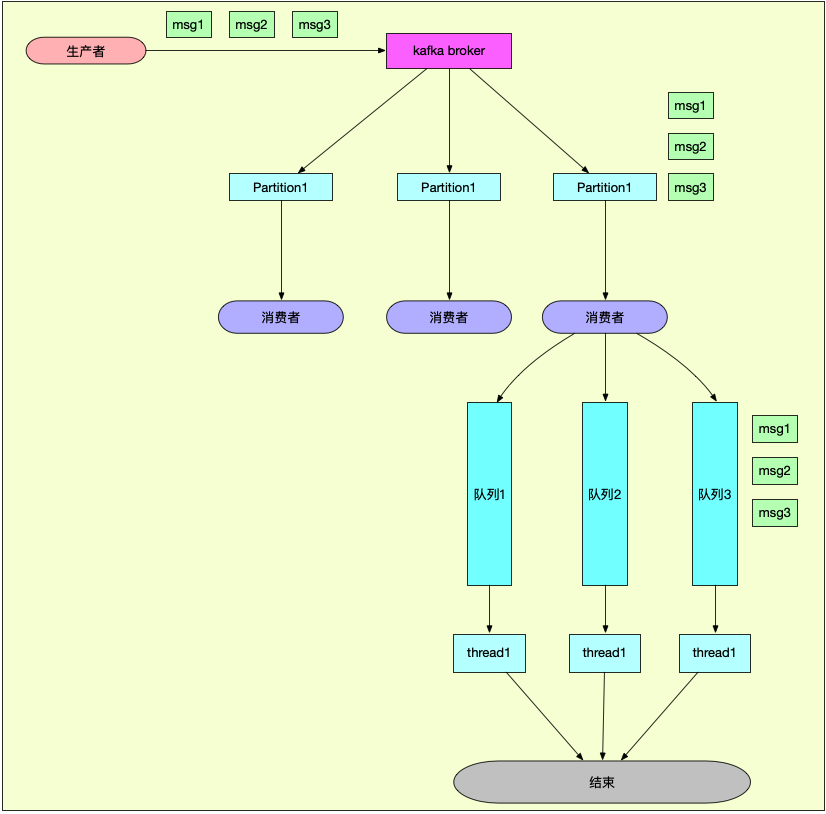 msg1 msg2 msg3
生产者
kafka broker
msg1
msg2
Partition1 Partition1 Partition1 msg3
消费者 消费者 消费者
msg1
msg2
队列1 队列2 队列3
msg3
thread1 thread1 thread1
结束